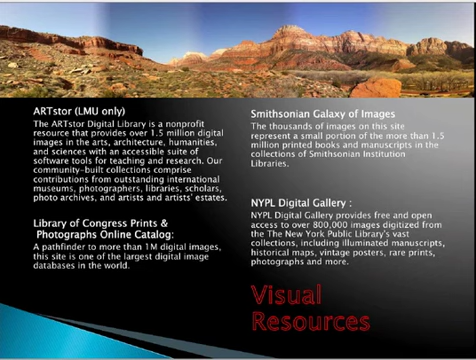 ARTstor (LMU only)
The ARTstor Digital Library is a nonprofit
resource that provides over 1.5 million digital
images in the arts, architecture, humanities,
and sciences with an accessible suite of
software tools for teaching and research. Our
community-built collections comprise
contributions from outstanding international
museums, photographers, libraries, scholars,
photo archives, and artists and artists' estates.
Library of Congress Prints &
Photographs Online Catalog:
A pathfinder to more than 1M digital images,
this site is one of the largest digital image
databases in the world.
Smithsonian Galaxy of Images
The thousands of images on this site
represent a small portion of the more than 1.5
million printed books and manuscripts in the
collections of Smithsonian Institution
Libraries.
NYPL Digital Gallery :
NYPL Digital Gallery provides free and open
access to over 800,000 images digitized from
the The New York Public Library's vast
collections, including illuminated manuscripts,
historical maps, vintage posters, rare prints,
photographs and more.
Visual
Resources